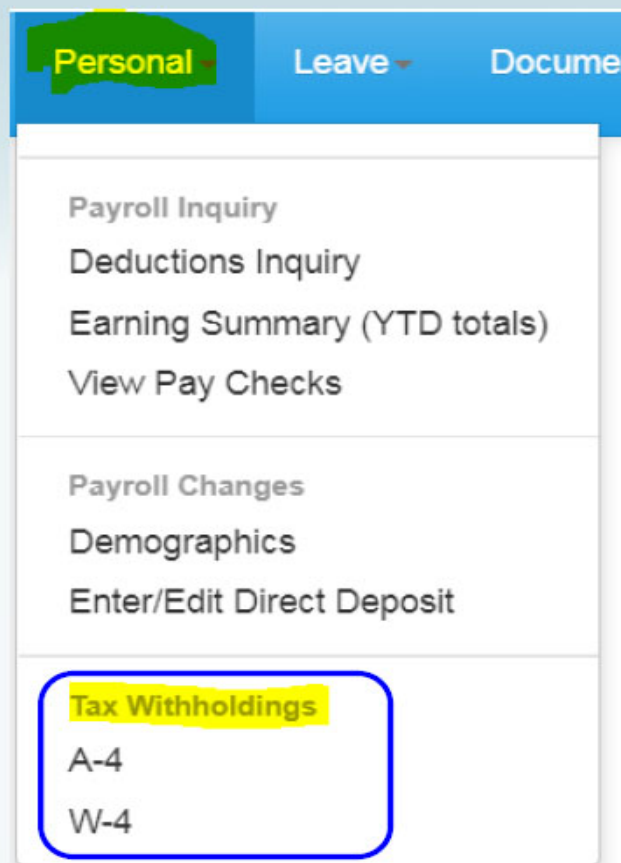 Personal Leave
Payroll Inquiry
Deductions Inquiry
Earning Summary (YTD totals)
View Pay Checks
Payroll Changes
Demographics
Enter/Edit Direct Deposit
Tax Withholdings
A-4
W-4